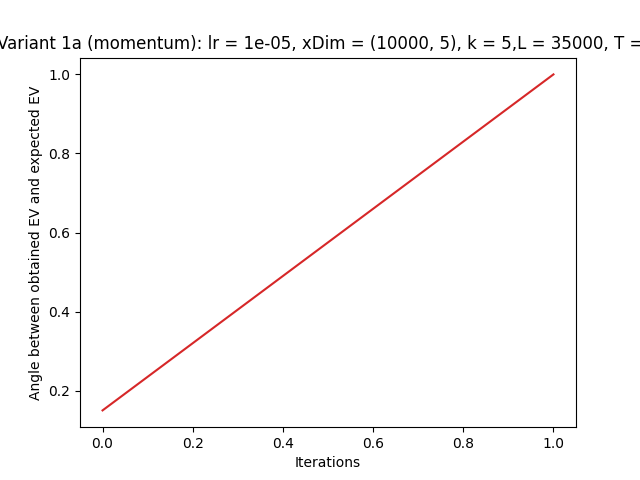 Variant 1a (momentum): lr = 1e-05, xDim = (10000, 5), k = 5,L = 35000, T =
1.0
0.8
0.6
0.4
0.2
Angle between obtained EV and expected EV
0.0 0.2 0.4 0.6 0.8 1.0
Iterations